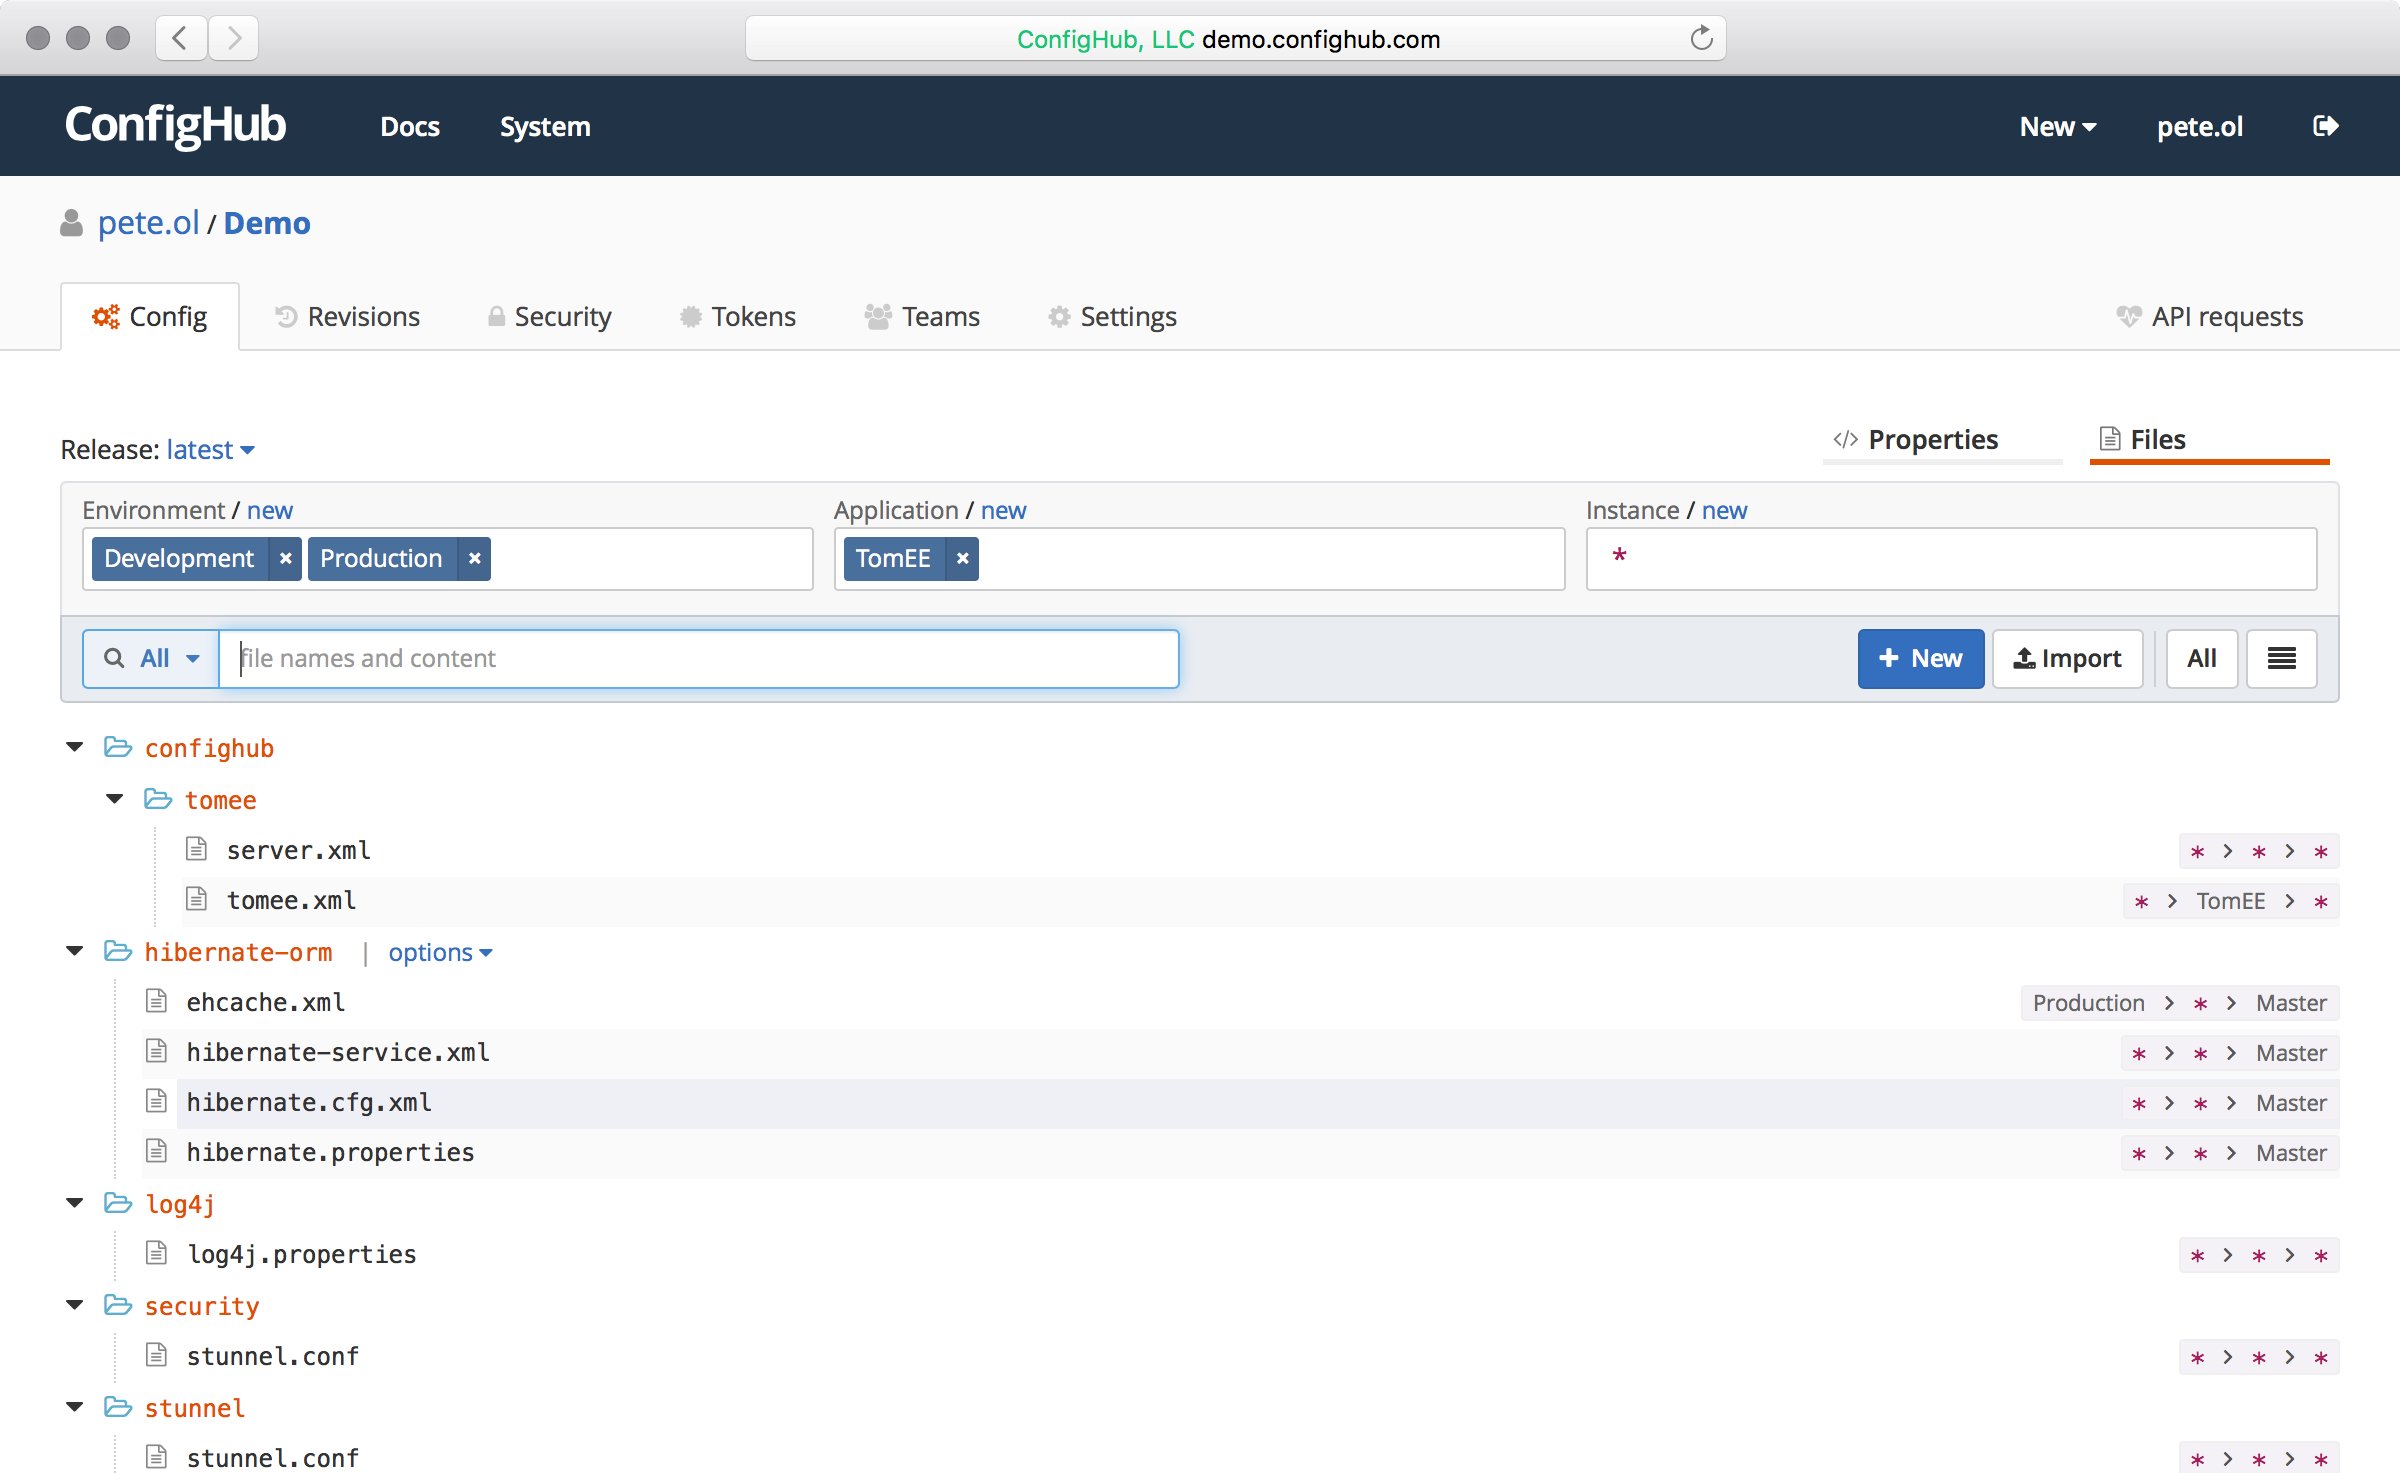 ConfigHub, LLC demo.confighub.com
ConfigHub Docs System New pete.ol
pete.ol / Demo
Config Revisions Security Tokens Teams Settings API requests
Release: latest </> Properties Files
Environment / new Application / new Instance / new
Development × Production × TomEE × *
All file names and content + New Import All
confighub
tomee
server.xml * > * > *
tomee.xml * > TomEE > *
hibernate-orm | options
ehcache.xml Production > * > Master
hibernate-service.xml * > * > Master
hibernate.cfg.xml * > * > Master
hibernate.properties * > * > Master
log4j
log4j.properties * > * > *
security
stunnel.conf * > * > *
stunnel
stunnel.conf * > * > *